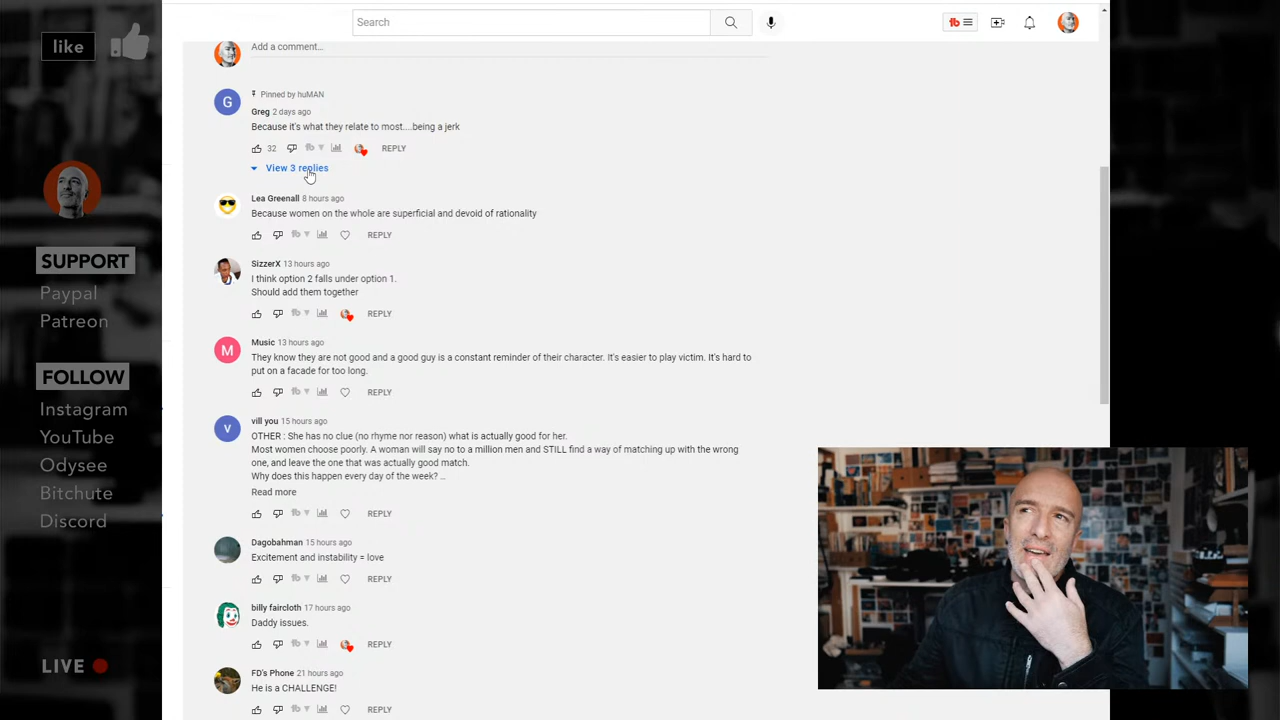 like
Search
Add a comment...
Pinned by huMAN
G
Greg 2 days ago
Because it's what they relate to most....being a jerk
32
REPLY
View 3 replies
Lea Greenall 8 hours ago
Because women on the whole are superficial and devoid of rationality
REPLY
SizzerX 13 hours ago
I think option 2 falls under option 1.
Should add them together
REPLY
M
Music 13 hours ago
They know they are not good and a good guy is a constant reminder of their character. It's easier to play victim. It's hard to
put on a facade for too long.
REPLY
V
vill you 15 hours ago
OTHER : She has no clue (no rhyme nor reason) what is actually good for her.
Most women choose poorly. A woman will say no to a million men and STILL find a way of matching up with the wrong
one, and leave the one that was actually good match.
Why does this happen every day of the week? ...
Read more
REPLY
Dagobahman 15 hours ago
Excitement and instability = love
REPLY
billy faircloth 17 hours ago
Daddy issues.
REPLY
FD's Phone 21 hours ago
He is a CHALLENGE!
REPLY
SUPPORT
Paypal
Patreon
FOLLOW
Instagram
YouTube
Odysee
Bitchute
Discord
LIVE